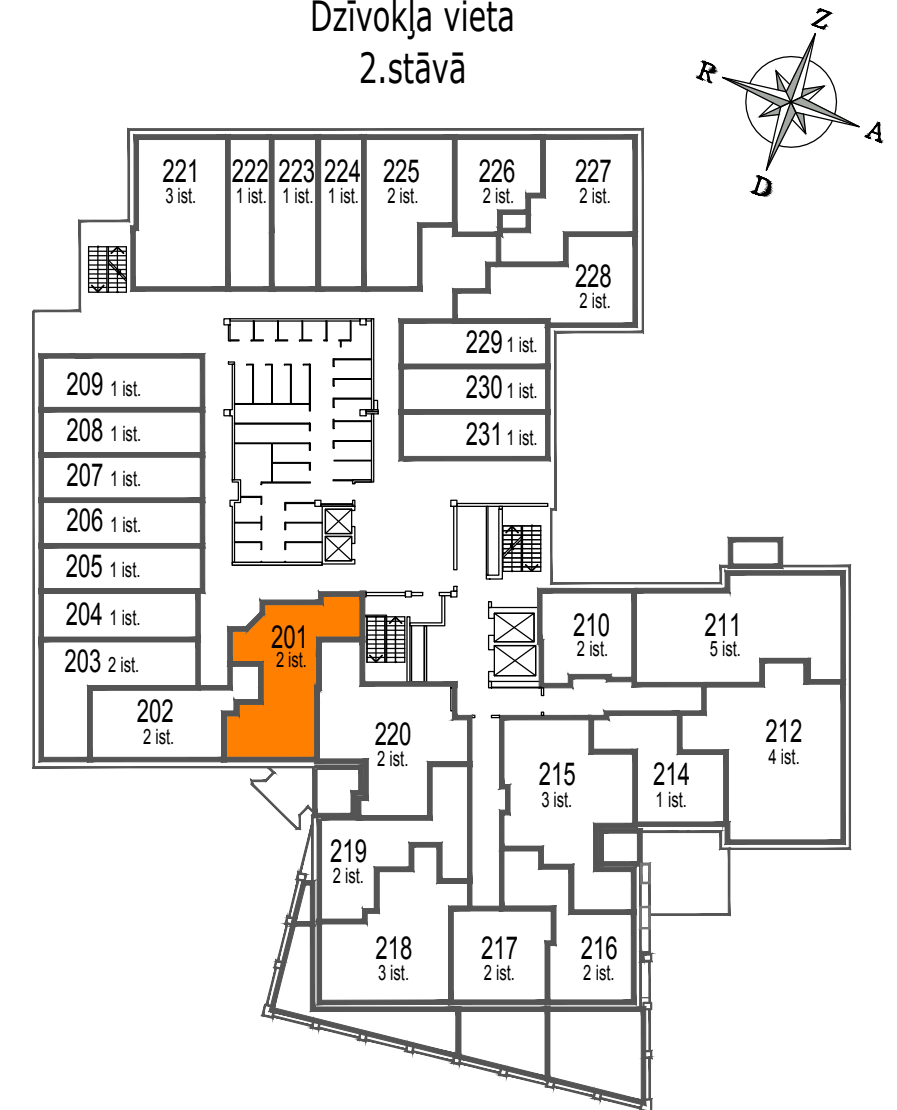 Dzīvokļa vieta
2.stāvā
Z
R
A
D
221
3 ist.
222
1 ist.
223
1 ist.
224
1 ist.
225
2 ist.
226
2 ist.
227
2 ist.
228
2 ist.
229 1 ist.
230 1 ist.
231 1 ist.
209 1 ist.
208 1 ist.
207 1 ist.
206 1 ist.
205 1 ist.
204 1 ist.
203 2 ist.
202
2 ist.
201
2 ist.
210
2 ist.
211
5 ist.
212
4 ist.
220
2 ist.
215
3 ist.
214
1 ist.
219
2 ist.
218
3 ist.
217
2 ist.
216
2 ist.